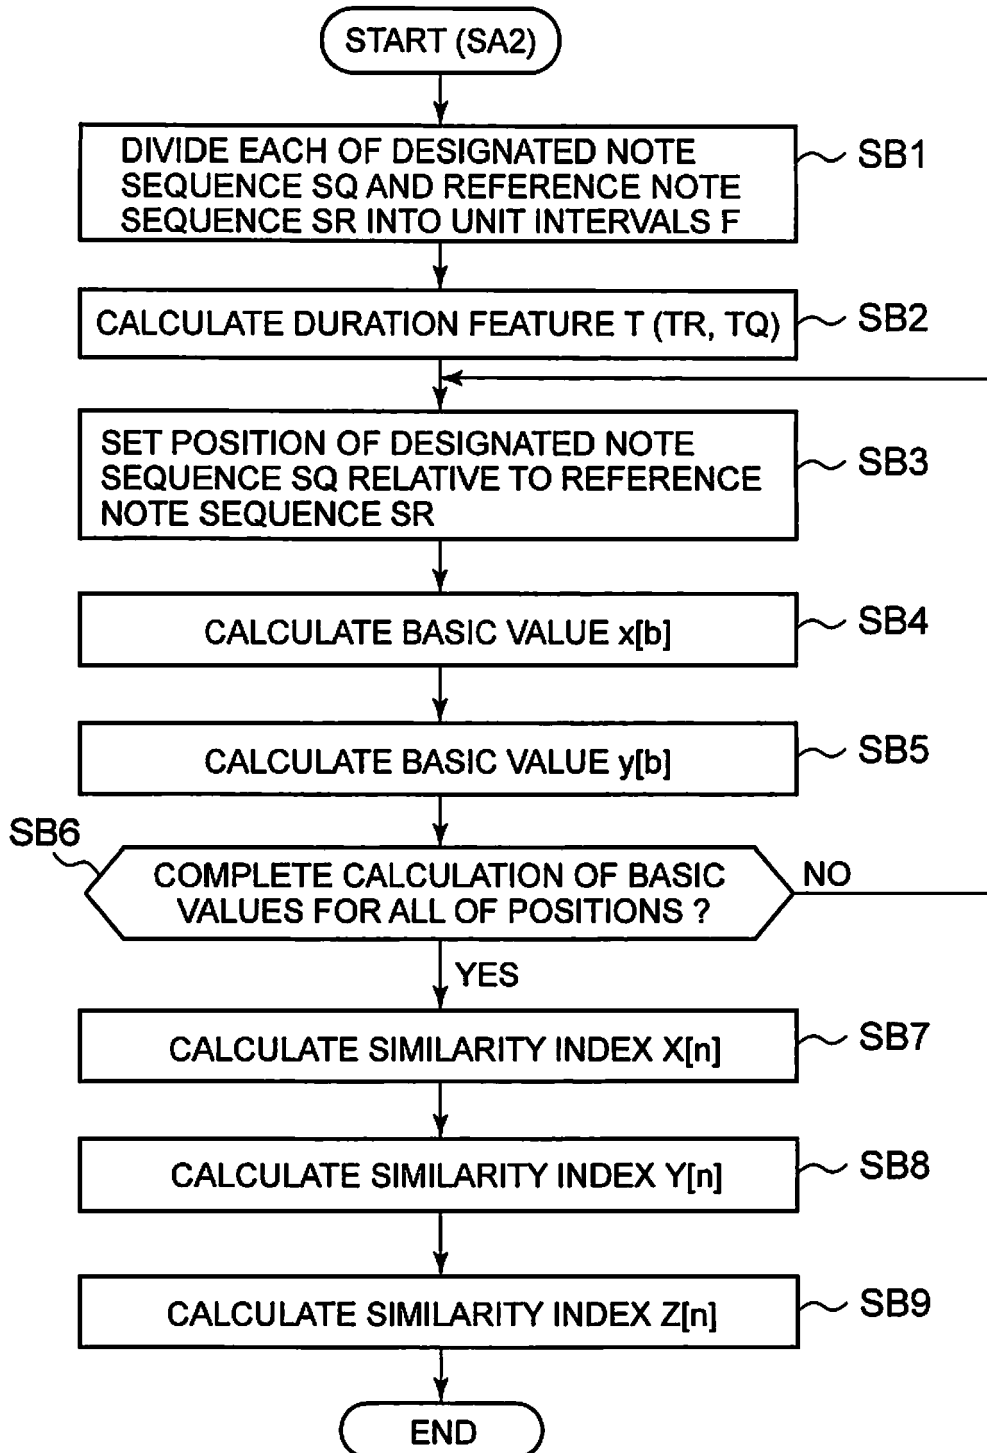 START (SA2)
DIVIDE EACH OF DESIGNATED NOTE
SEQUENCE SQ AND REFERENCE NOTE
SEQUENCE SR INTO UNIT INTERVALS F
SB1
CALCULATE DURATION FEATURE T (TR, TQ)
SB2
SET POSITION OF DESIGNATED NOTE
SEQUENCE SQ RELATIVE TO REFERENCE
NOTE SEQUENCE SR
SB3
CALCULATE BASIC VALUE x[b]
SB4
CALCULATE BASIC VALUE y[b]
SB5
SB6
COMPLETE CALCULATION OF BASIC
VALUES FOR ALL OF POSITIONS ?
NO
YES
CALCULATE SIMILARITY INDEX X[n]
SB7
CALCULATE SIMILARITY INDEX Y[n]
SB8
CALCULATE SIMILARITY INDEX Z[n]
SB9
END